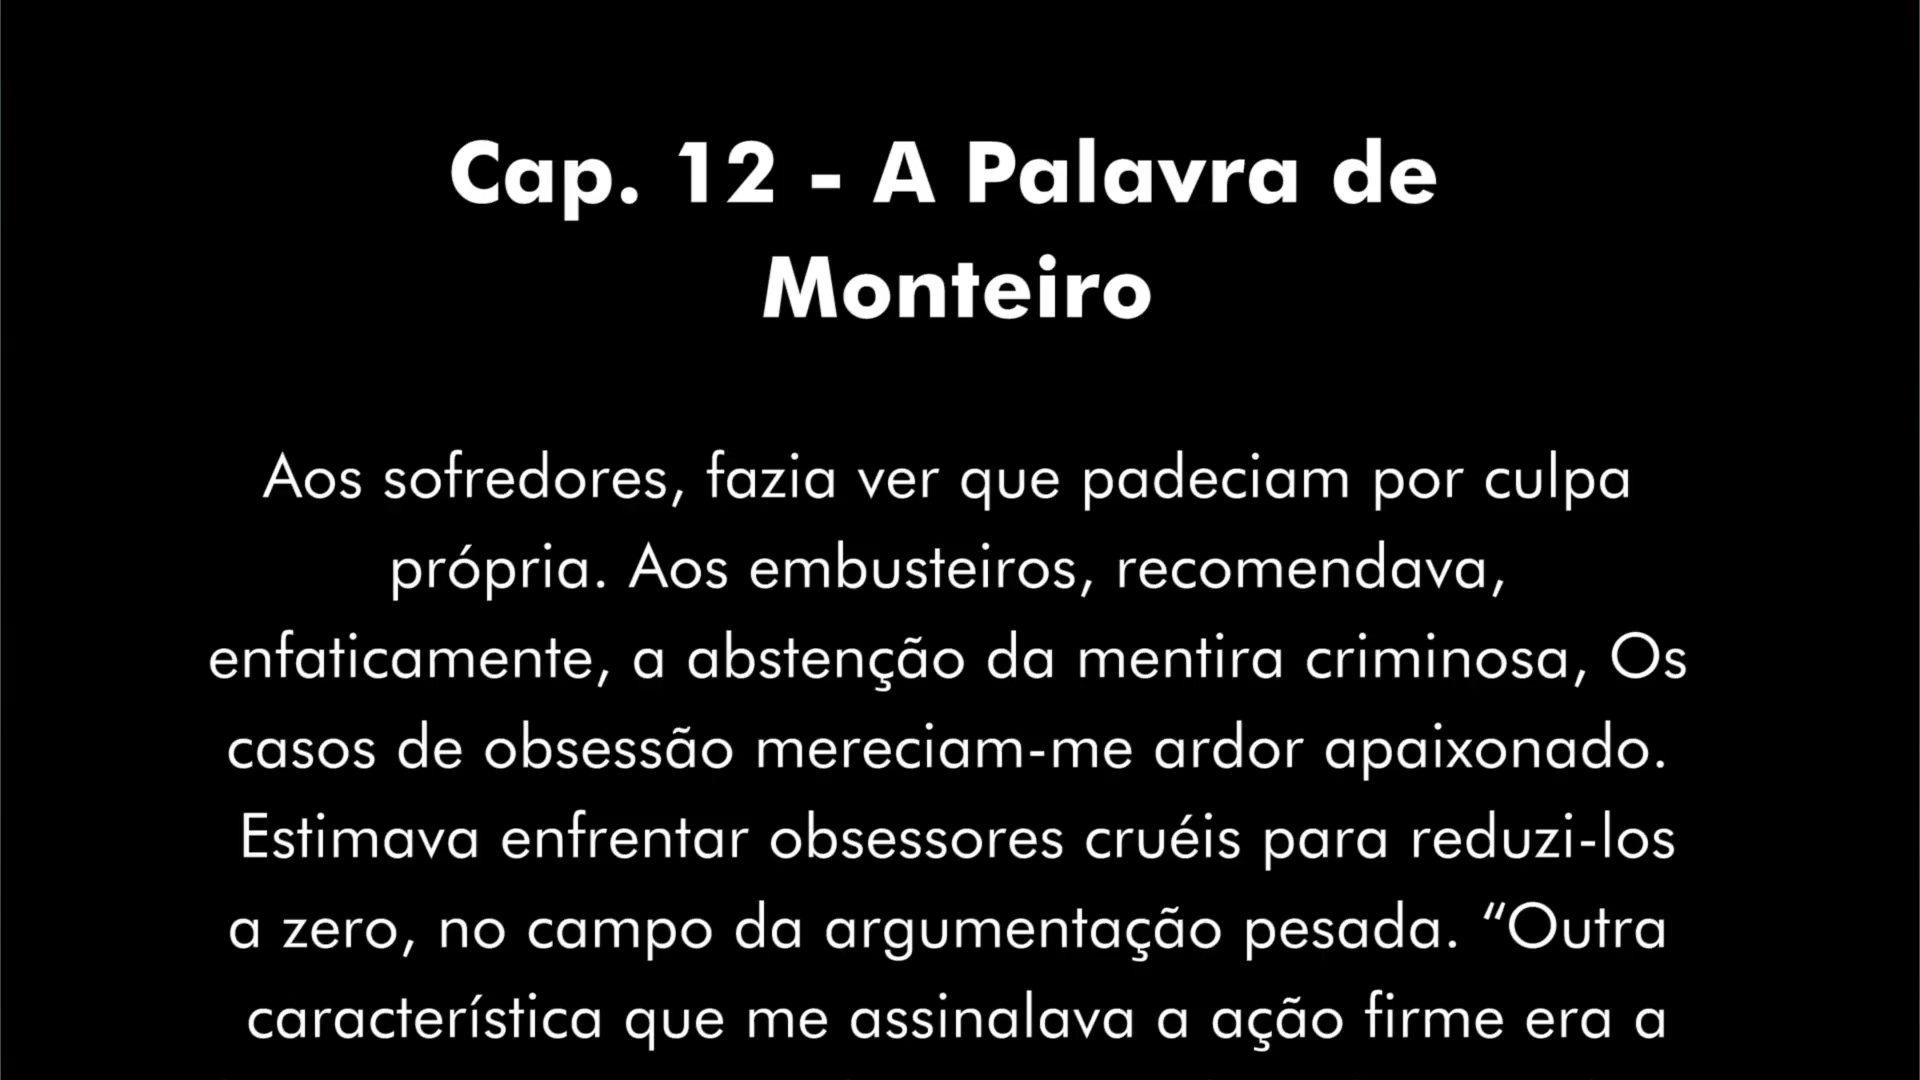 Cap. 12 - A Palavra de
Monteiro
Aos sofredores, fazia ver que padeciam por culpa
própria. Aos embusteiros, recomendava,
enfaticamente, a abstenção da mentira criminosa, Os
casos de obsessão mereciam-me ardor apaixonado.
Estimava enfrentar obsessores cruéis para reduzi-los
a zero, no campo da argumentação pesada. “Outra
característica que me assinalava a ação firme era a